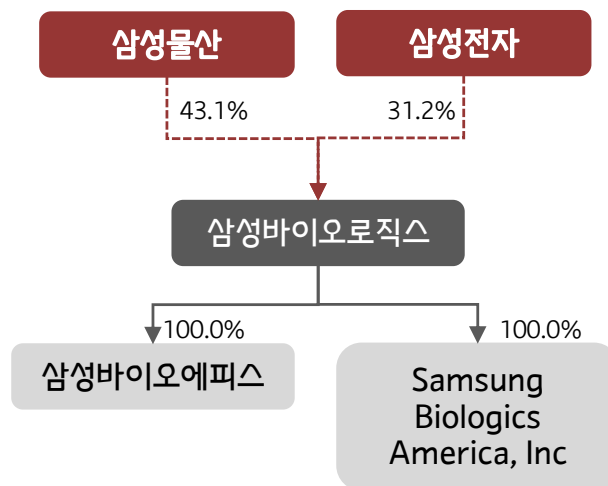 삼성물산
삼성전자
43.1%
31.2%
삼성바이오로직스
100.0%
100.0%
삼성바이오에피스
Samsung
Biologics
America, Inc